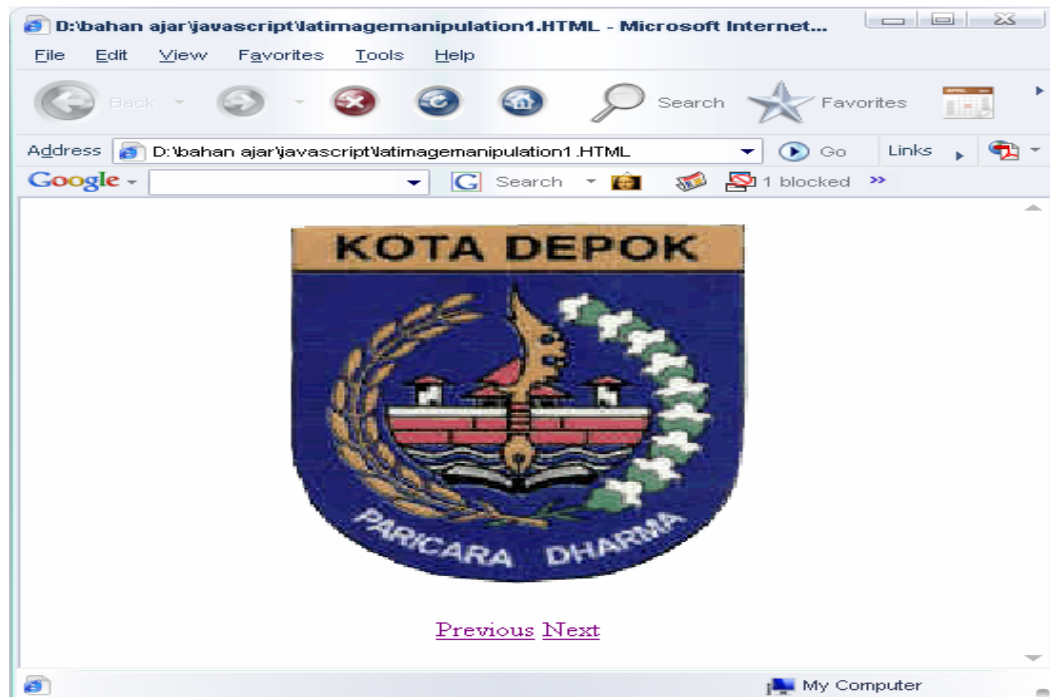 D:\bahan ajar\javascript\latimagemanipulation1.HTML - Microsoft Internet...
File Edit View Favorites Tools Help
Back Search Favorites
Address D:\bahan ajar\javascript\latimagemanipulation1.HTML Go Links
Google Search 1 blocked »
KOTA DEPOK
PARICARA DHARMA
Previous Next
My Computer